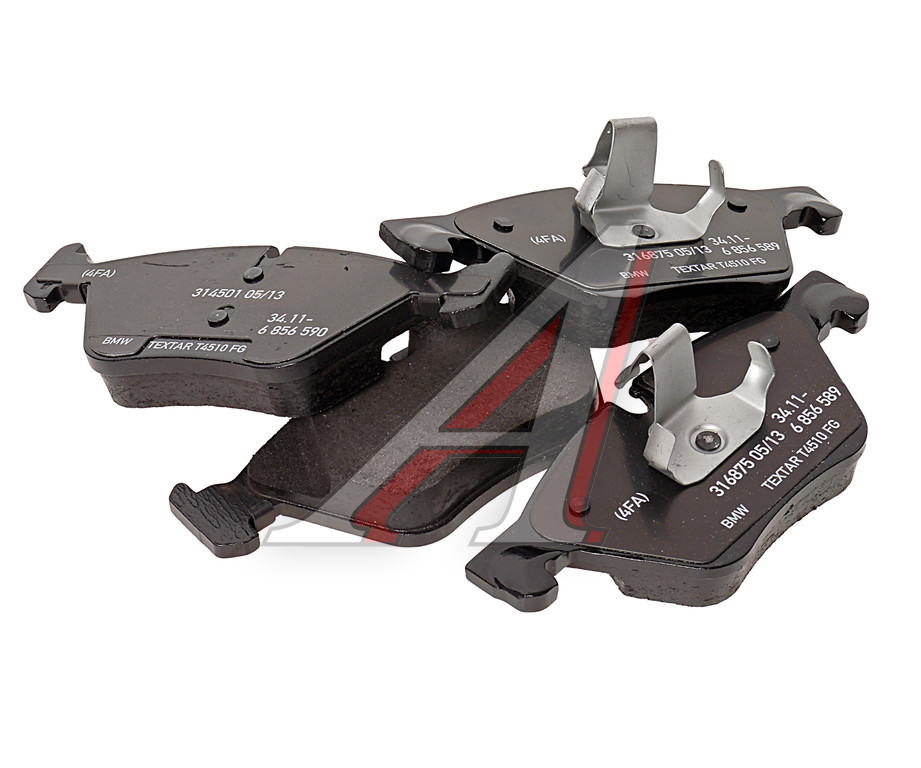 (4FA)
314501 05/13
34.11-
6 856 590
BMW
TEXTAR T4510 FG
(4FA)
34.11-
316875 05/13
6 856 589
BMW
TEXTAR T4510 FG
34.11-
316875 05/13
6 856 589
(4FA)
TEXTAR T4510 FG
BMW